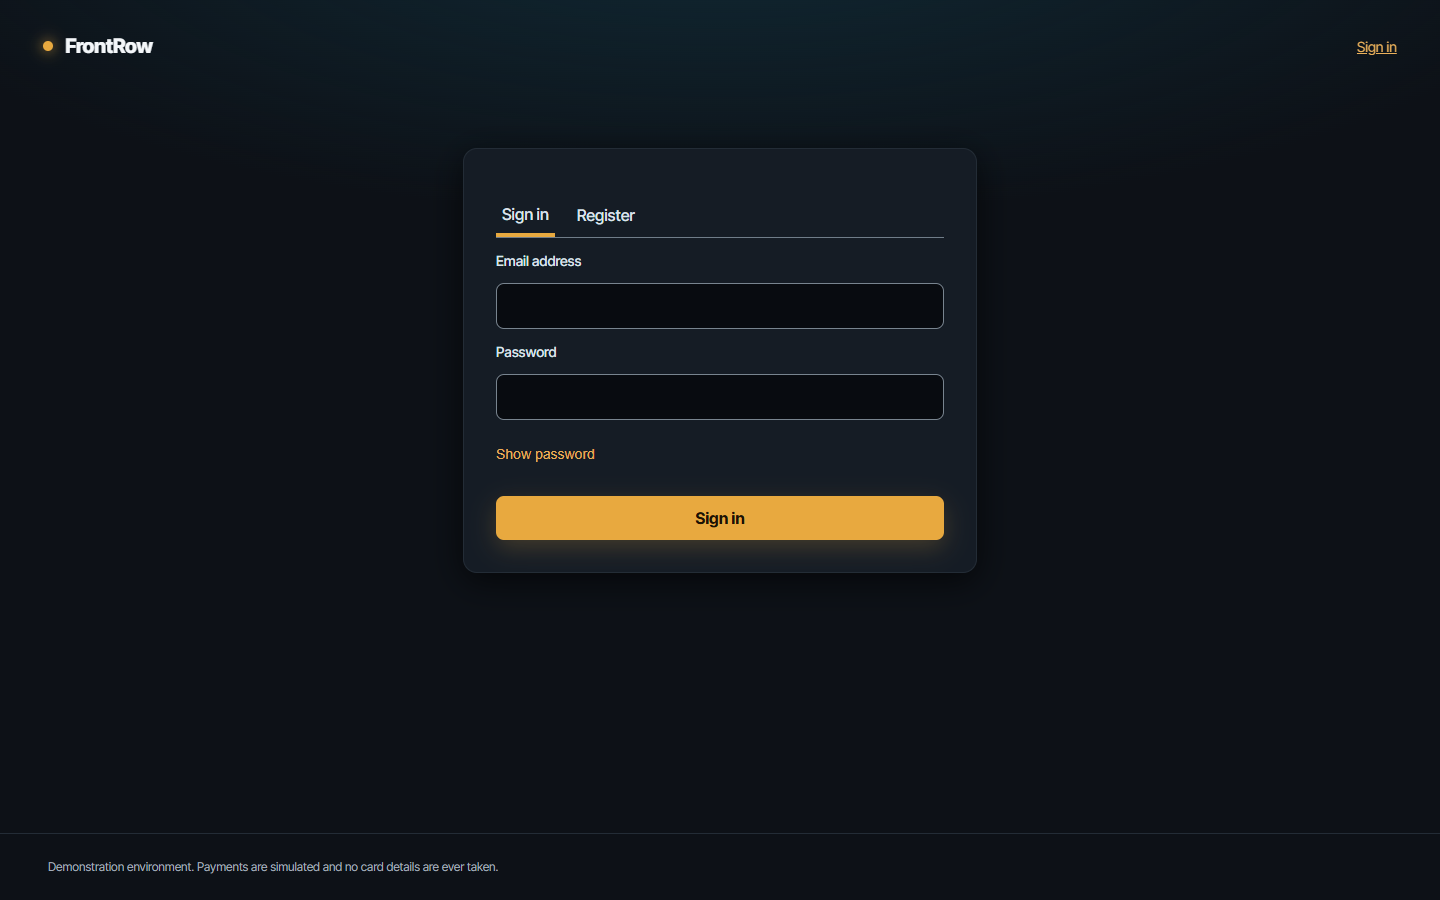 FrontRow
Sign in
Sign in
Register
Email address
Password
Show password
Sign in
Demonstration environment. Payments are simulated and no card details are ever taken.